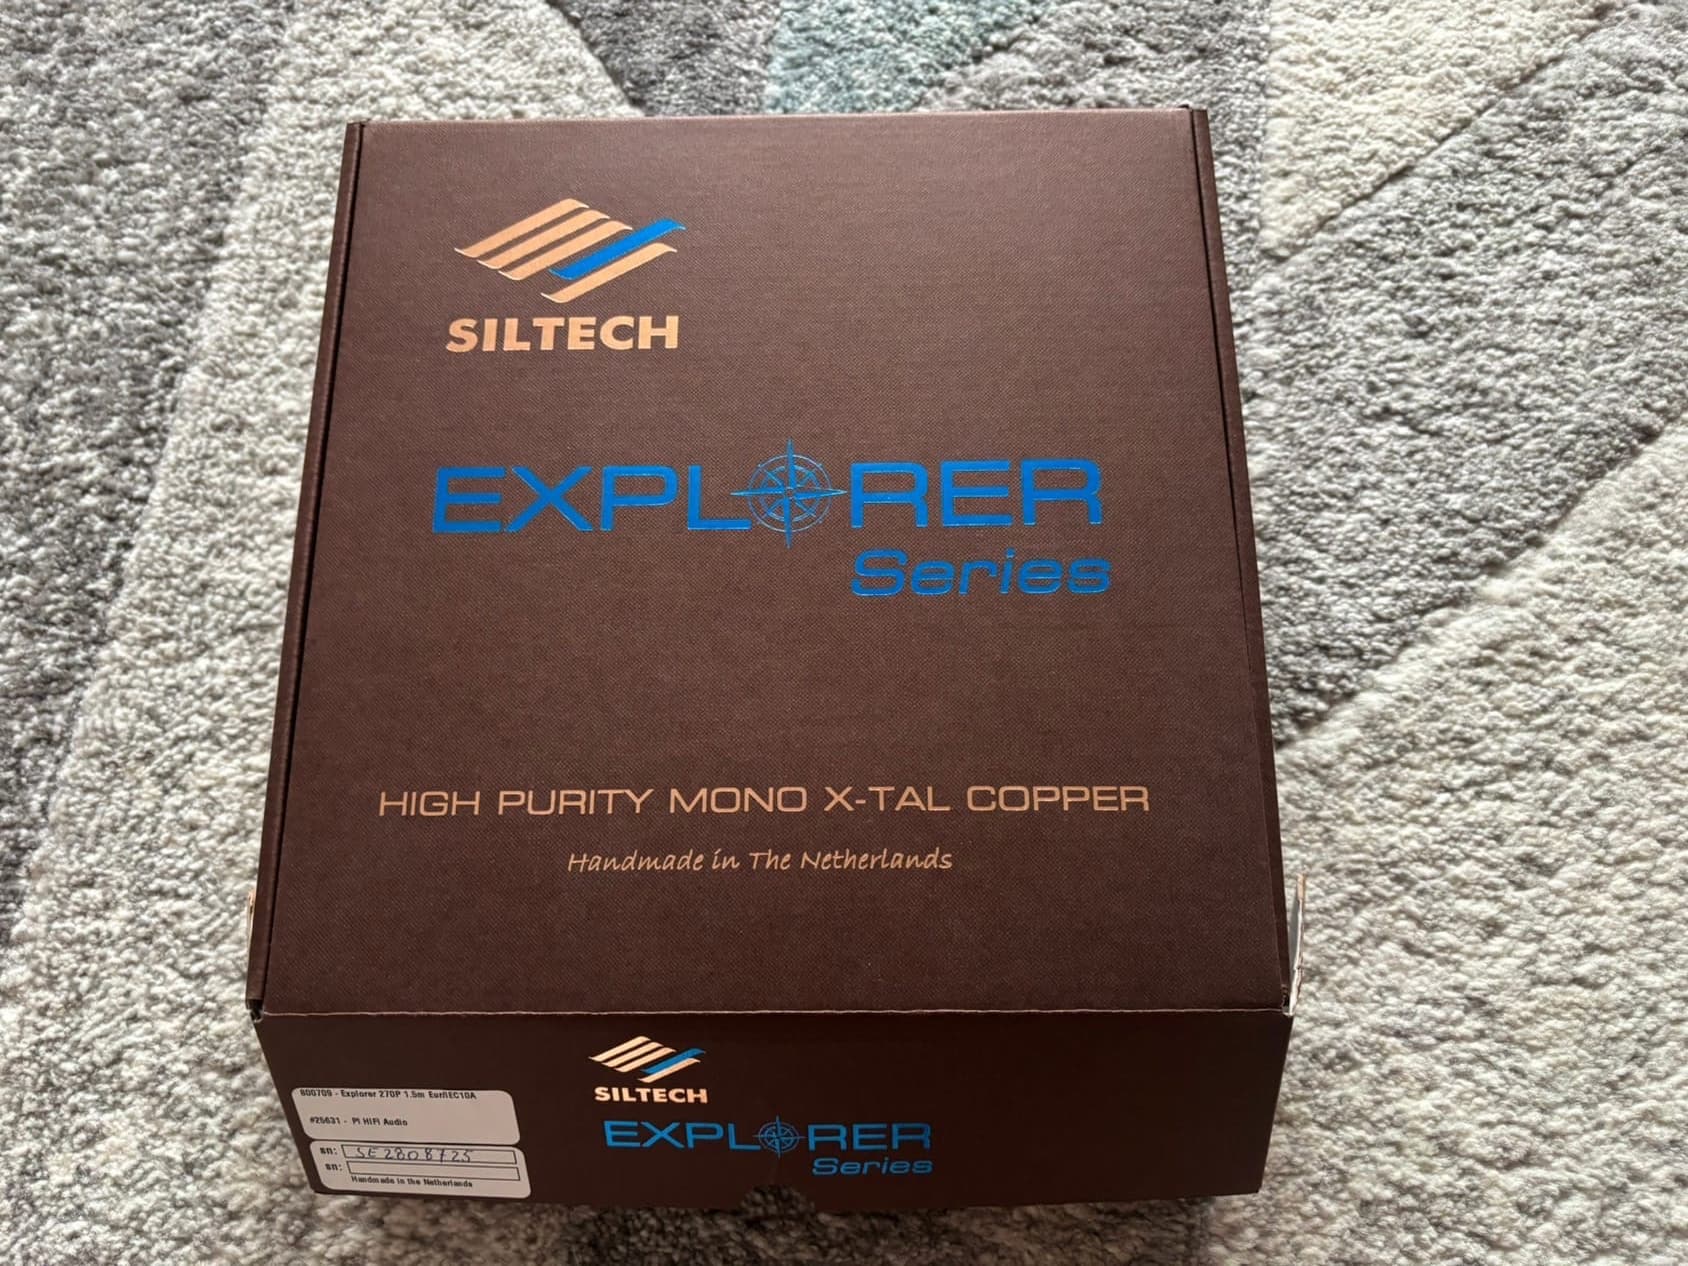 SILTECH
EXPLORER
Series
HIGH PURITY MONO X-TAL COPPER
Handmade in The Netherlands
SILTECH
EXPLORER
Series
800709 - Explorer 270P 1.5m Eur/IEC10A
#25631 - PI HIFI Audio
sn: SE2808725
sn:
Handmade in the Netherlands